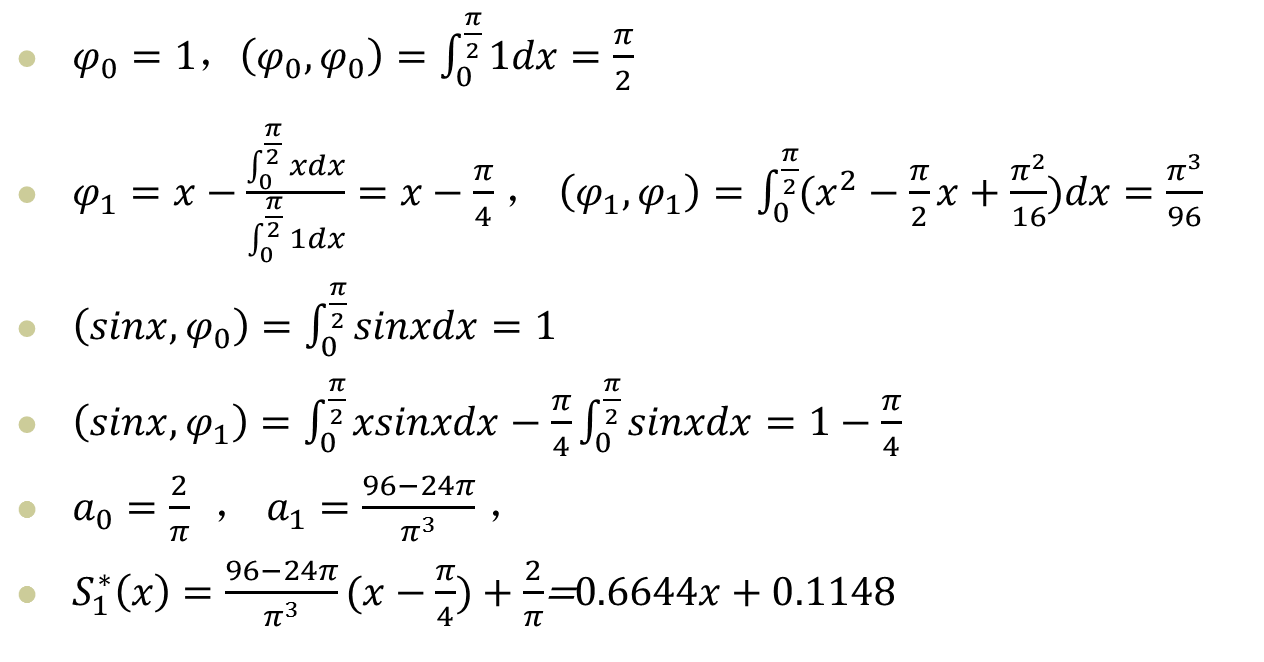 • φ₀ = 1，(φ₀, φ₀) = ∫₀^(π/2) 1dx = π/2
• φ₁ = x − (∫₀^(π/2) xdx)/(∫₀^(π/2) 1dx) = x − π/4 ， (φ₁, φ₁) = ∫₀^(π/2) (x² − (π/2)x + π²/16)dx = π³/96
• (sinx, φ₀) = ∫₀^(π/2) sinxdx = 1
• (sinx, φ₁) = ∫₀^(π/2) xsinxdx − (π/4)∫₀^(π/2) sinxdx = 1 − π/4
• a₀ = 2/π ， a₁ = (96−24π)/π³ ，
• S₁*(x) = (96−24π)/π³ (x − π/4) + 2/π =0.6644x + 0.1148